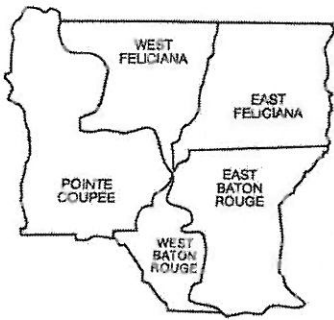 WEST
FELICIANA
EAST
FELICIANA
POINTE
COUPEE
EAST
BATON
ROUGE
WEST
BATON
ROUGE